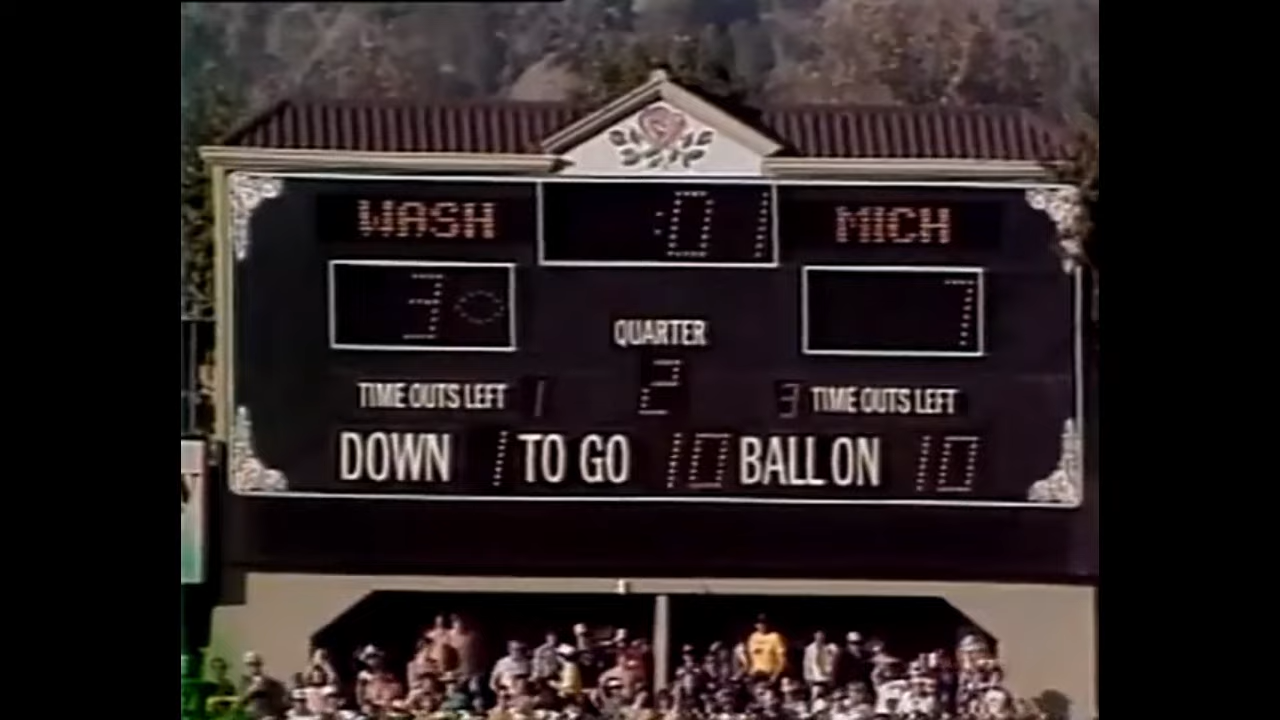 WASH :01 MICH
3 7
QUARTER
TIME OUTS LEFT 1 2 3 TIME OUTS LEFT
DOWN 1 TO GO 10 BALL ON 10